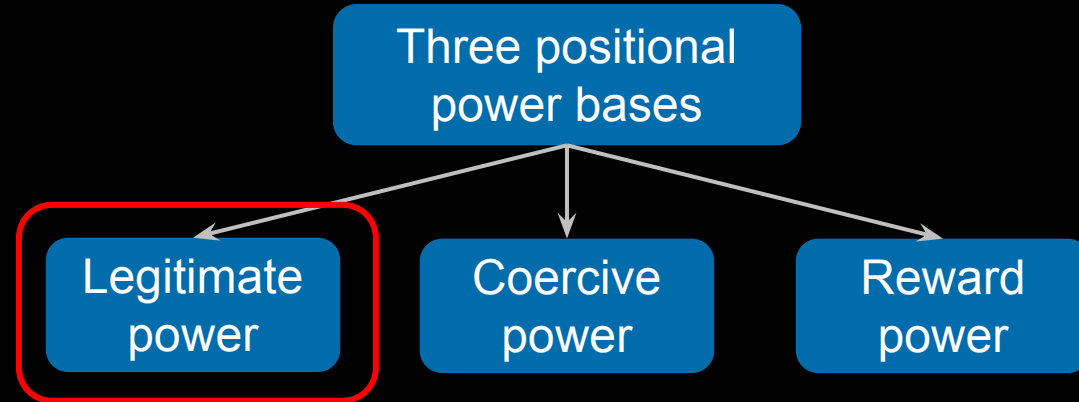 Three positional
power bases
Legitimate
power
Coercive
power
Reward
power